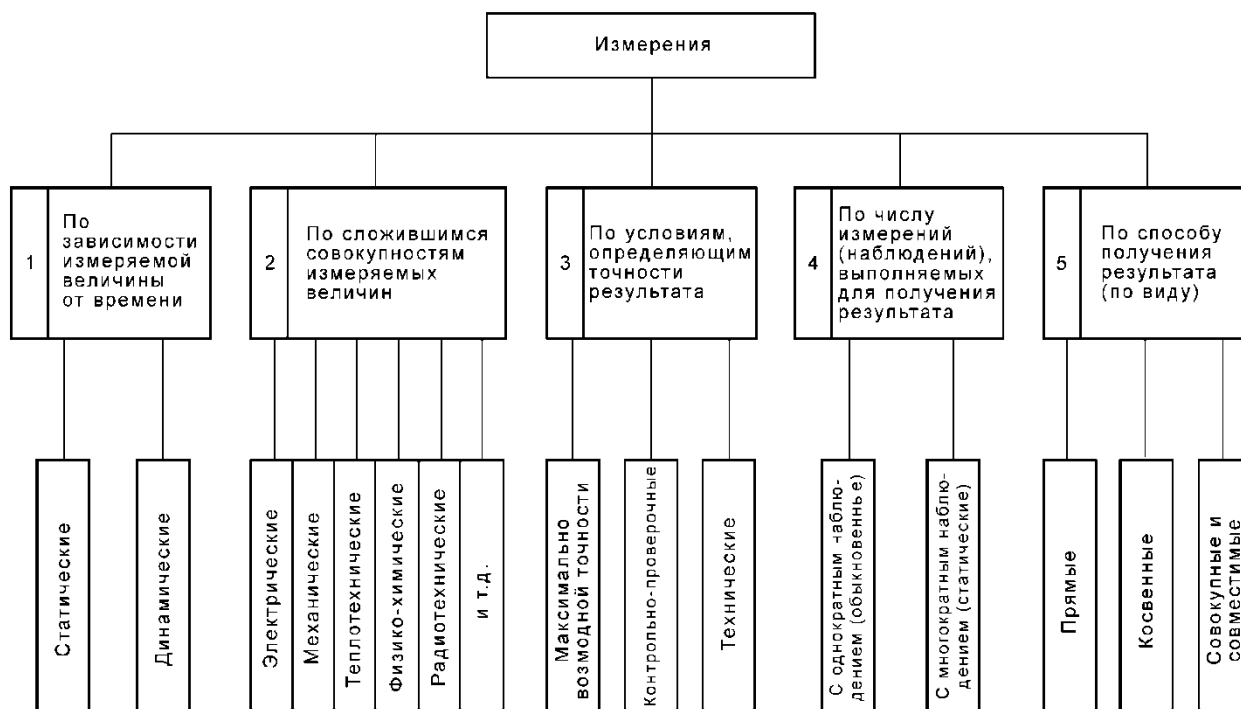 Измерения
1
По
зависимости
измеряемой
величины
от времени
2
По сложившимся
совокупностям
измеряемых
величин
3
По условиям,
определяющим
точности
результата
4
По числу
измерений
(наблюдений),
выполняемых
для получения
результата
5
По способу
получения
результата
(по виду)
Статические
Динамические
Электрические
Механические
Теплотехнические
Физико-химические
Радиотехнические
и т.д.
Максимально
возмодной точности
Контрольно-проверочные
Технические
С однократным наблю-
дением (обыкновенные)
С многократным наблю-
дением (статические)
Прямые
Косвенные
Совокупные и
совместимые